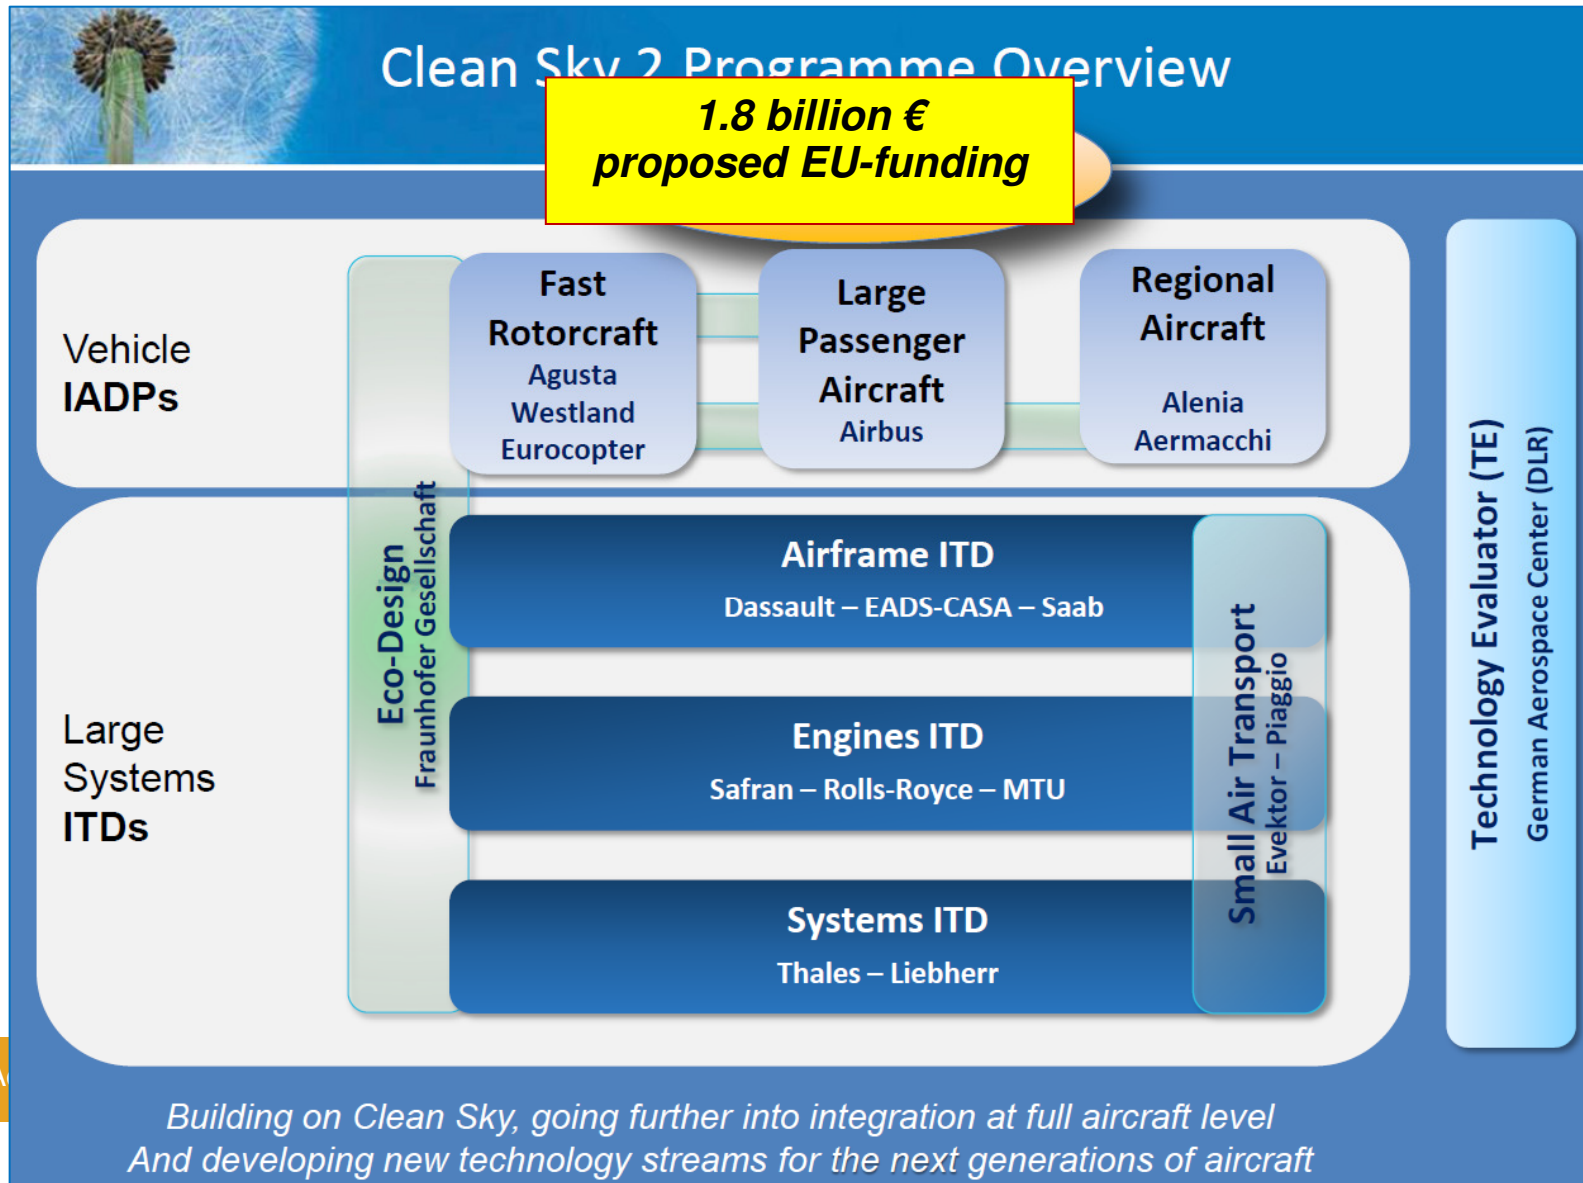 Clean Sky 2 Programme Overview
1.8 billion €
proposed EU-funding
Vehicle
IADPs
Fast
Rotorcraft
Agusta
Westland
Eurocopter
Large
Passenger
Aircraft
Airbus
Regional
Aircraft
Alenia
Aermacchi
Large
Systems
ITDs
Eco-Design
Fraunhofer Gesellschaft
Airframe ITD
Dassault – EADS-CASA – Saab
Engines ITD
Safran – Rolls-Royce – MTU
Systems ITD
Thales – Liebherr
Small Air Transport
Evektor – Piaggio
Technology Evaluator (TE)
German Aerospace Center (DLR)
Building on Clean Sky, going further into integration at full aircraft level
And developing new technology streams for the next generations of aircraft